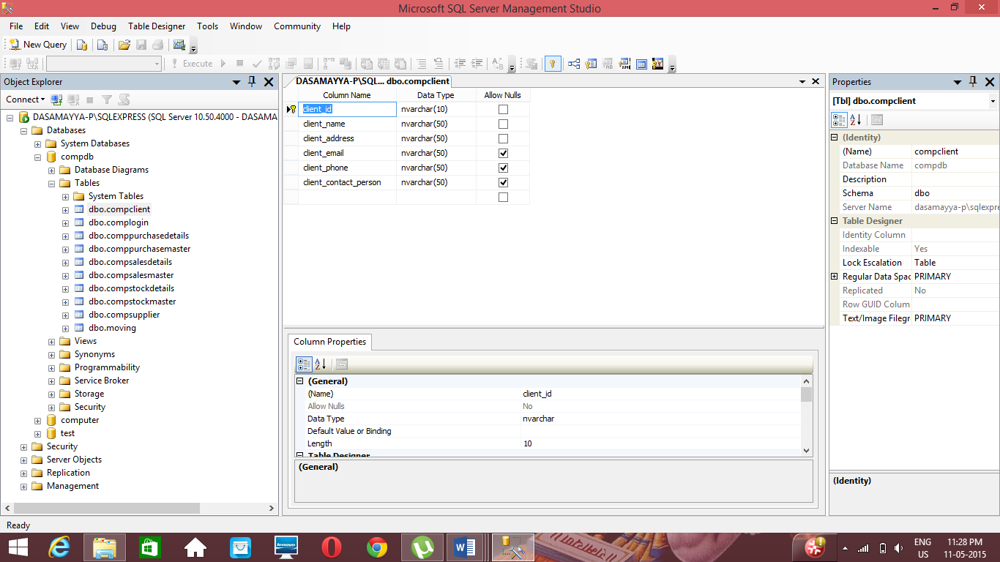 Microsoft SQL Server Management Studio
File Edit View Debug Table Designer Tools Window Community Help
New Query
Execute
Object Explorer
Connect
DASAMAYYA-P\SQLEXPRESS (SQL Server 10.50.4000 - DASAMA
Databases
System Databases
compdb
Database Diagrams
Tables
System Tables
dbo.compclient
dbo.complogin
dbo.comppurchasedetails
dbo.comppurchasemaster
dbo.compsalesdetails
dbo.compsalesmaster
dbo.compstockdetails
dbo.compstockmaster
dbo.compsupplier
dbo.moving
Views
Synonyms
Programmability
Service Broker
Storage
Security
computer
test
Security
Server Objects
Replication
Management
DASAMAYYA-P\SQL... dbo.compclient
Column Name Data Type Allow Nulls
client_id nvarchar(10)
client_name nvarchar(50)
client_address nvarchar(50)
client_email nvarchar(50)
client_phone nvarchar(50)
client_contact_person nvarchar(50)
Column Properties
(General)
(Name) client_id
Allow Nulls No
Data Type nvarchar
Default Value or Binding
Length 10
Table Designer
(General)
Properties
[Tbl] dbo.compclient
(Identity)
(Name) compclient
Database Name compdb
Description
Schema dbo
Server Name dasamayya-p\sqlexpre
Table Designer
Identity Column
Indexable Yes
Lock Escalation Table
Regular Data Spac PRIMARY
Replicated No
Row GUID Colum
Text/Image Filegr PRIMARY
(Identity)
Ready
lenovo
ENG 11:28 PM
US 11-05-2015